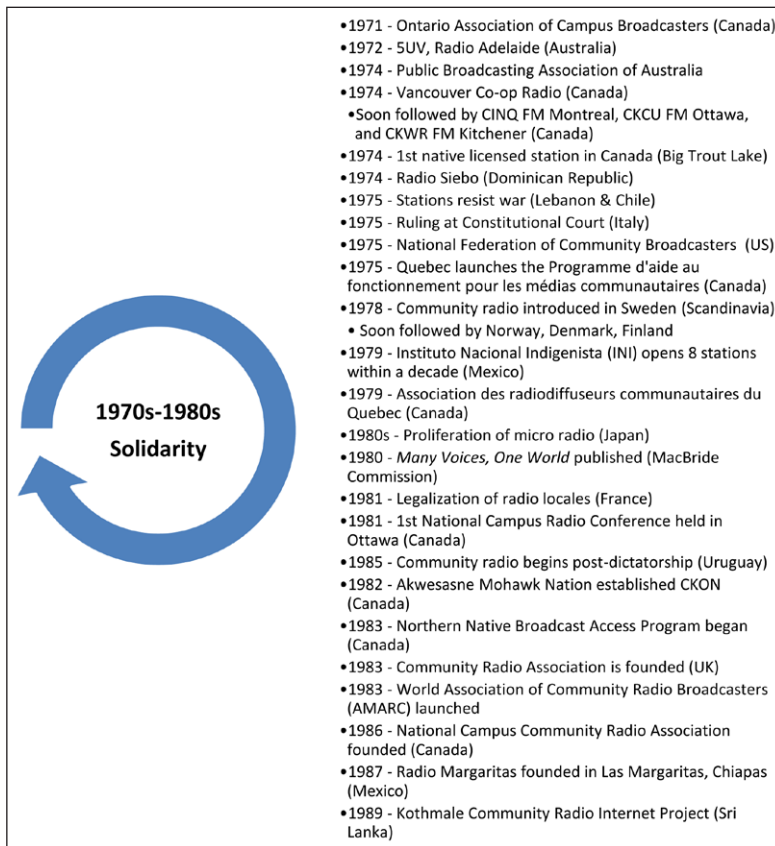 1970s-1980s
Solidarity
•1971 - Ontario Association of Campus Broadcasters (Canada)
•1972 - 5UV, Radio Adelaide (Australia)
•1974 - Public Broadcasting Association of Australia
•1974 - Vancouver Co-op Radio (Canada)
•Soon followed by CINQ FM Montreal, CKCU FM Ottawa,
and CKWR FM Kitchener (Canada)
•1974 - 1st native licensed station in Canada (Big Trout Lake)
•1974 - Radio Siebo (Dominican Republic)
•1975 - Stations resist war (Lebanon & Chile)
•1975 - Ruling at Constitutional Court (Italy)
•1975 - National Federation of Community Broadcasters (US)
•1975 - Quebec launches the Programme d'aide au
fonctionnement pour les médias communautaires (Canada)
•1978 - Community radio introduced in Sweden (Scandinavia)
• Soon followed by Norway, Denmark, Finland
•1979 - Instituto Nacional Indigenista (INI) opens 8 stations
within a decade (Mexico)
•1979 - Association des radiodiffuseurs communautaires du
Quebec (Canada)
•1980s - Proliferation of micro radio (Japan)
•1980 - Many Voices, One World published (MacBride
Commission)
•1981 - Legalization of radio locales (France)
•1981 - 1st National Campus Radio Conference held in
Ottawa (Canada)
•1985 - Community radio begins post-dictatorship (Uruguay)
•1982 - Akwesasne Mohawk Nation established CKON
(Canada)
•1983 - Northern Native Broadcast Access Program began
(Canada)
•1983 - Community Radio Association is founded (UK)
•1983 - World Association of Community Radio Broadcasters
(AMARC) launched
•1986 - National Campus Community Radio Association
founded (Canada)
•1987 - Radio Margaritas founded in Las Margaritas, Chiapas
(Mexico)
•1989 - Kothmale Community Radio Internet Project (Sri
Lanka)